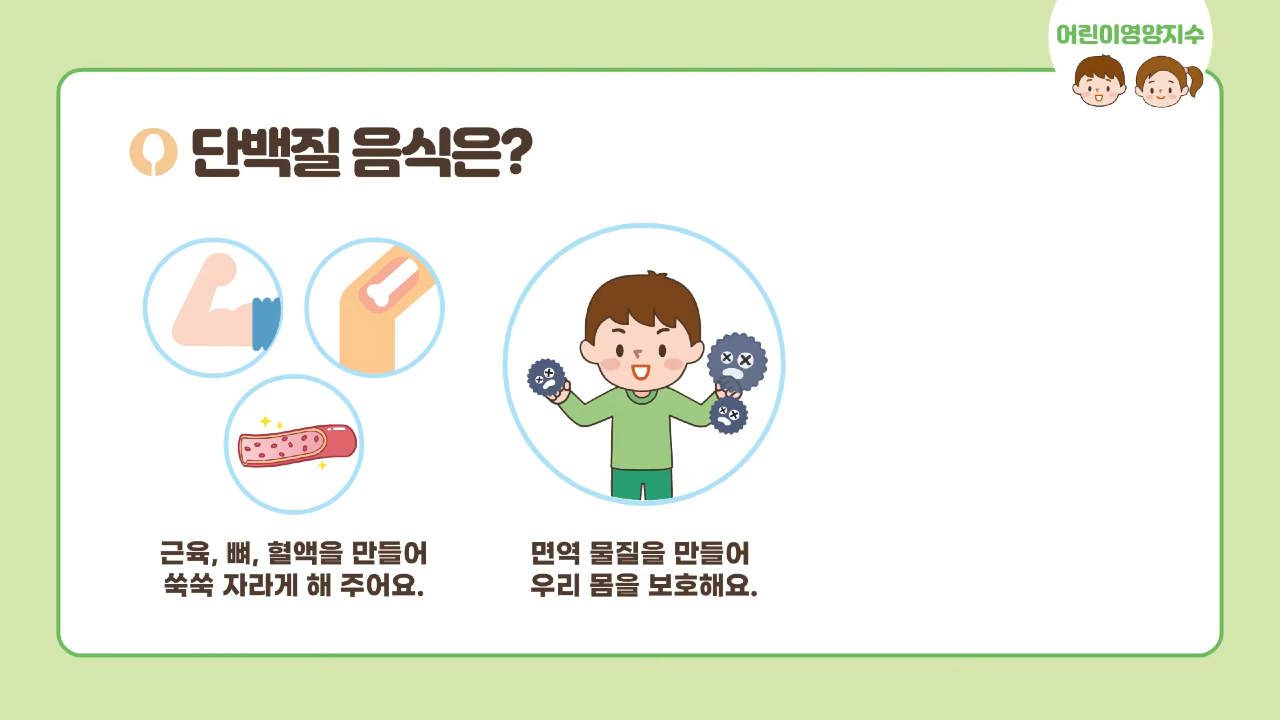 어린이영양지수
단백질 음식은?
근육, 뼈, 혈액을 만들어
쑥쑥 자라게 해 주어요.
면역 물질을 만들어
우리 몸을 보호해요.